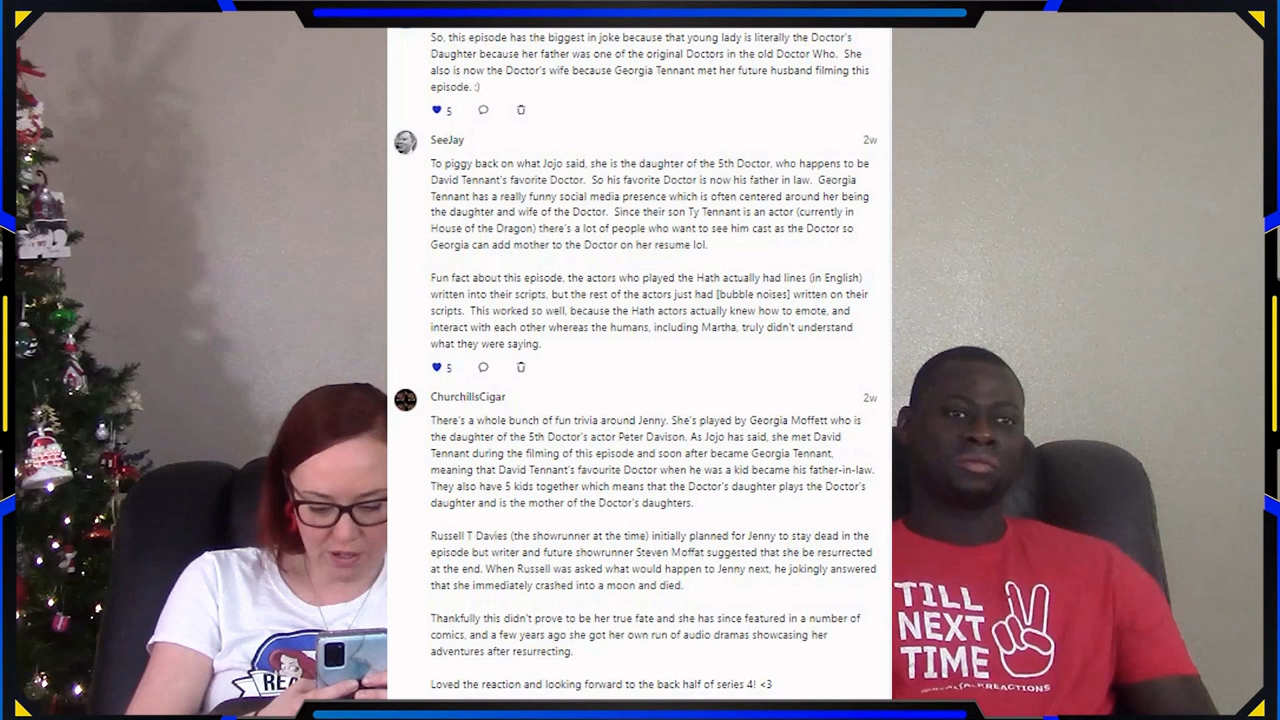 So, this episode has the biggest in joke because that young lady is literally the Doctor's
Daughter because her father was one of the original Doctors in the old Doctor Who. She
also is now the Doctor's wife because Georgia Tennant met her future husband filming this
episode. :)
5
SeeJay 2w
To piggy back on what Jojo said, she is the daughter of the 5th Doctor, who happens to be
David Tennant's favorite Doctor. So his favorite Doctor is now his father in law. Georgia
Tennant has a really funny social media presence which is often centered around her being
the daughter and wife of the Doctor. Since their son Ty Tennant is an actor (currently in
House of the Dragon) there's a lot of people who want to see him cast as the Doctor so
Georgia can add mother to the Doctor on her resume lol.
Fun fact about this episode, the actors who played the Hath actually had lines (in English)
written into their scripts, but the rest of the actors just had [bubble noises] written on their
scripts. This worked so well, because the Hath actors actually knew how to emote, and
interact with each other whereas the humans, including Martha, truly didn't understand
what they were saying.
5
ChurchillsCigar 2w
There's a whole bunch of fun trivia around Jenny. She's played by Georgia Moffett who is
the daughter of the 5th Doctor's actor Peter Davison. As Jojo has said, she met David
Tennant during the filming of this episode and soon after became Georgia Tennant,
meaning that David Tennant's favourite Doctor when he was a kid became his father-in-law.
They also have 5 kids together which means that the Doctor's daughter plays the Doctor's
daughter and is the mother of the Doctor's daughters.
Russell T Davies (the showrunner at the time) initially planned for Jenny to stay dead in the
episode but writer and future showrunner Steven Moffat suggested that she be resurrected
at the end. When Russell was asked what would happen to Jenny next, he jokingly answered
that she immediately crashed into a moon and died.
Thankfully this didn't prove to be her true fate and she has since featured in a number of
comics, and a few years ago she got her own run of audio dramas showcasing her
adventures after resurrecting.
Loved the reaction and looking forward to the back half of series 4! <3
REA
TILL
NEXT
TIME